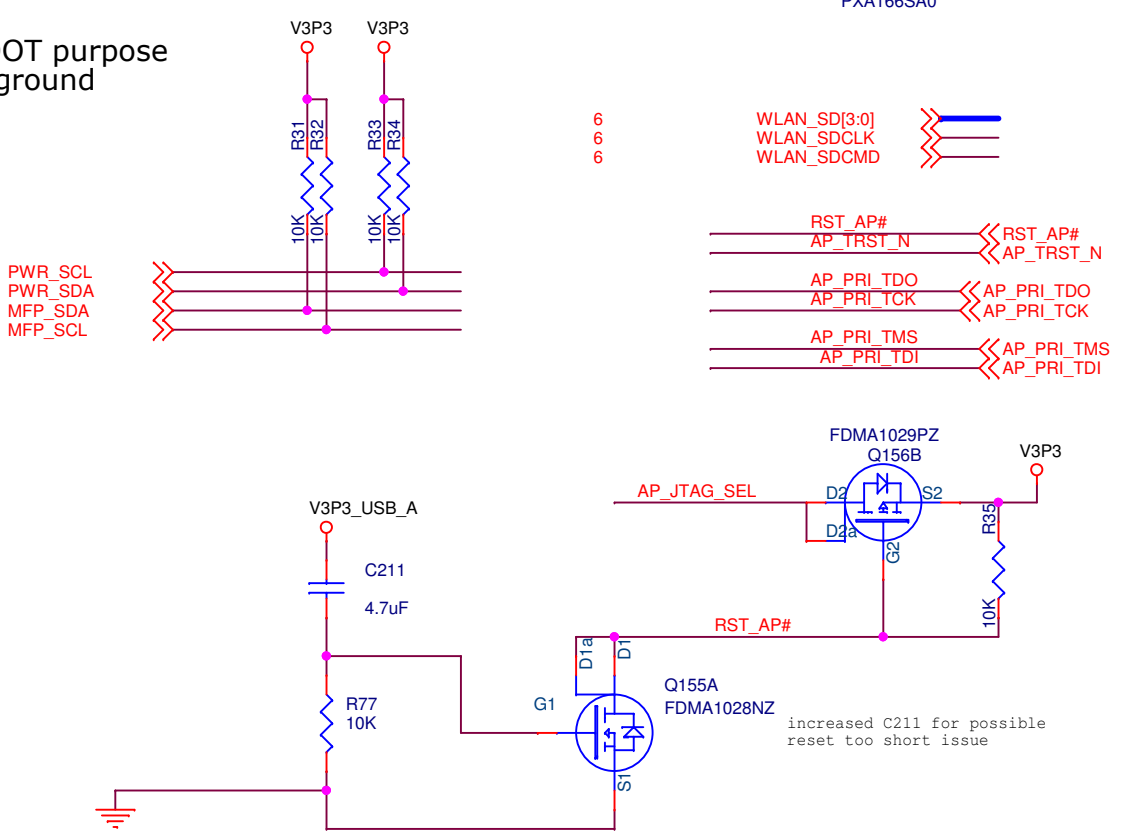 PXA166SA0
OOT purpose
ground
V3P3 V3P3
R31 R32 R33 R34
10K 10K 10K 10K
6 WLAN_SD[3:0]
6 WLAN_SDCLK
6 WLAN_SDCMD
RST_AP# RST_AP#
AP_TRST_N AP_TRST_N
AP_PRI_TDO AP_PRI_TDO
AP_PRI_TCK AP_PRI_TCK
AP_PRI_TMS AP_PRI_TMS
AP_PRI_TDI AP_PRI_TDI
PWR_SCL
PWR_SDA
MFP_SDA
MFP_SCL
FDMA1029PZ
Q156B
V3P3
AP_JTAG_SEL
D2 S2
D2a
G2
R35
10K
V3P3_USB_A
C211
4.7uF
RST_AP#
D1a D1
R77
10K
G1
Q155A
FDMA1028NZ
S1
increased C211 for possible
reset too short issue